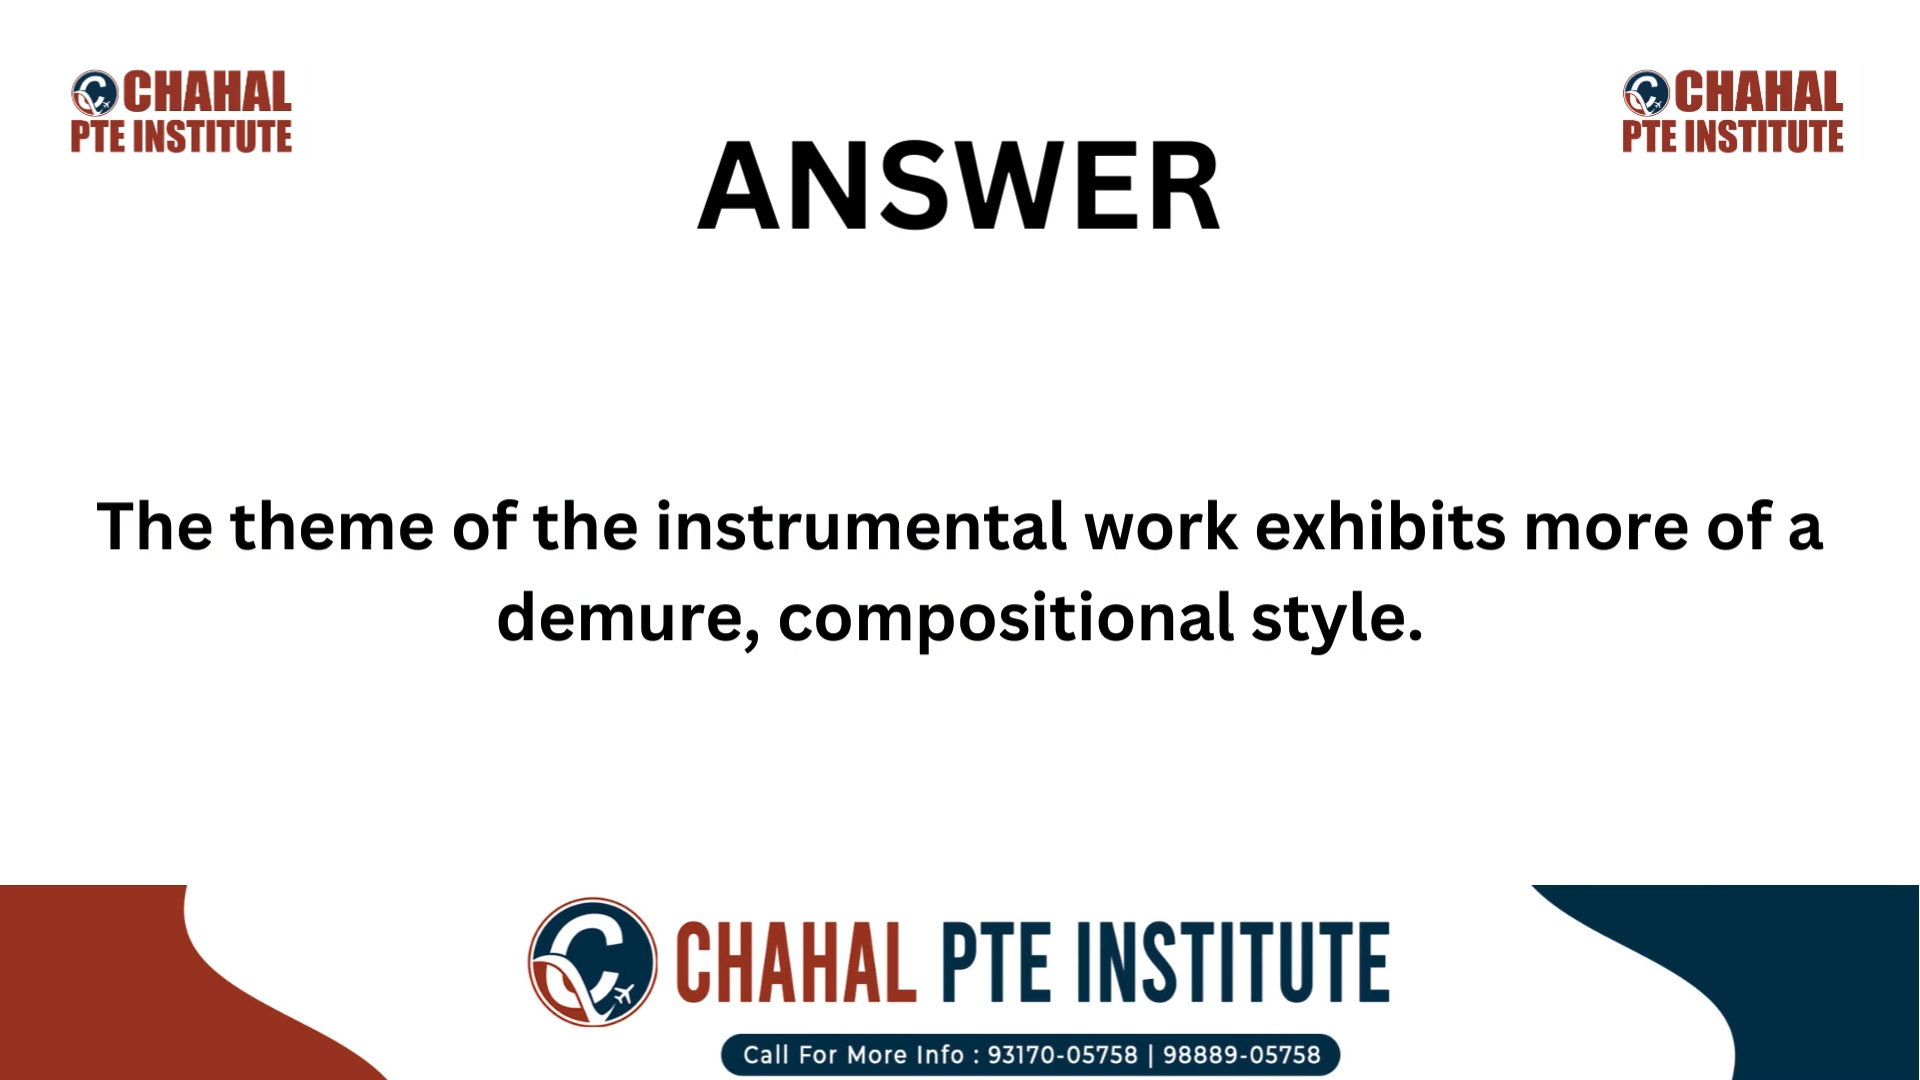 CHAHAL
PTE INSTITUTE
CHAHAL
PTE INSTITUTE
ANSWER
The theme of the instrumental work exhibits more of a
demure, compositional style.
CHAHAL PTE INSTITUTE
Call For More Info : 93170-05758 | 98889-05758